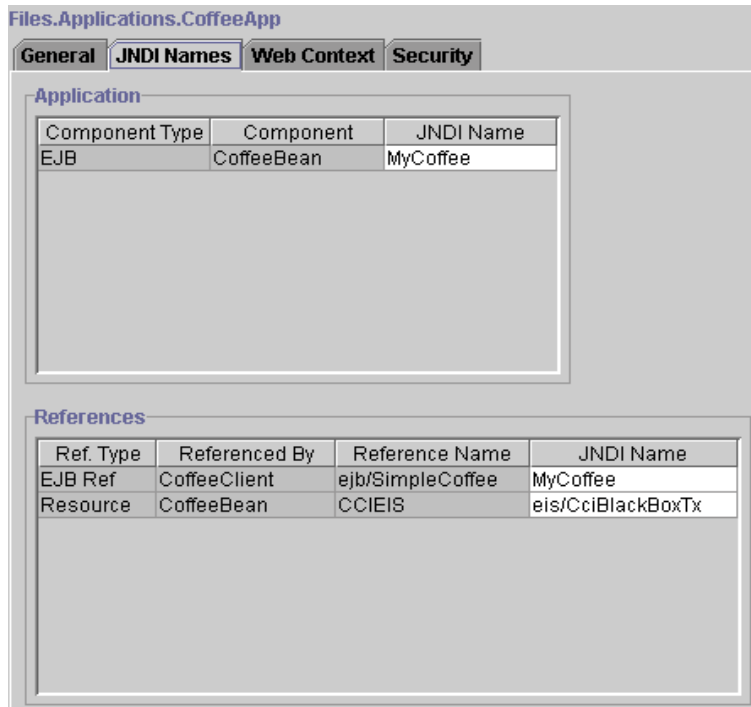 Files.Applications.CoffeeApp
General JNDI Names Web Context Security
Application
Component Type Component JNDI Name
EJB CoffeeBean MyCoffee
References
Ref. Type Referenced By Reference Name JNDI Name
EJB Ref CoffeeClient ejb/SimpleCoffee MyCoffee
Resource CoffeeBean CCIEIS eis/CciBlackBoxTx